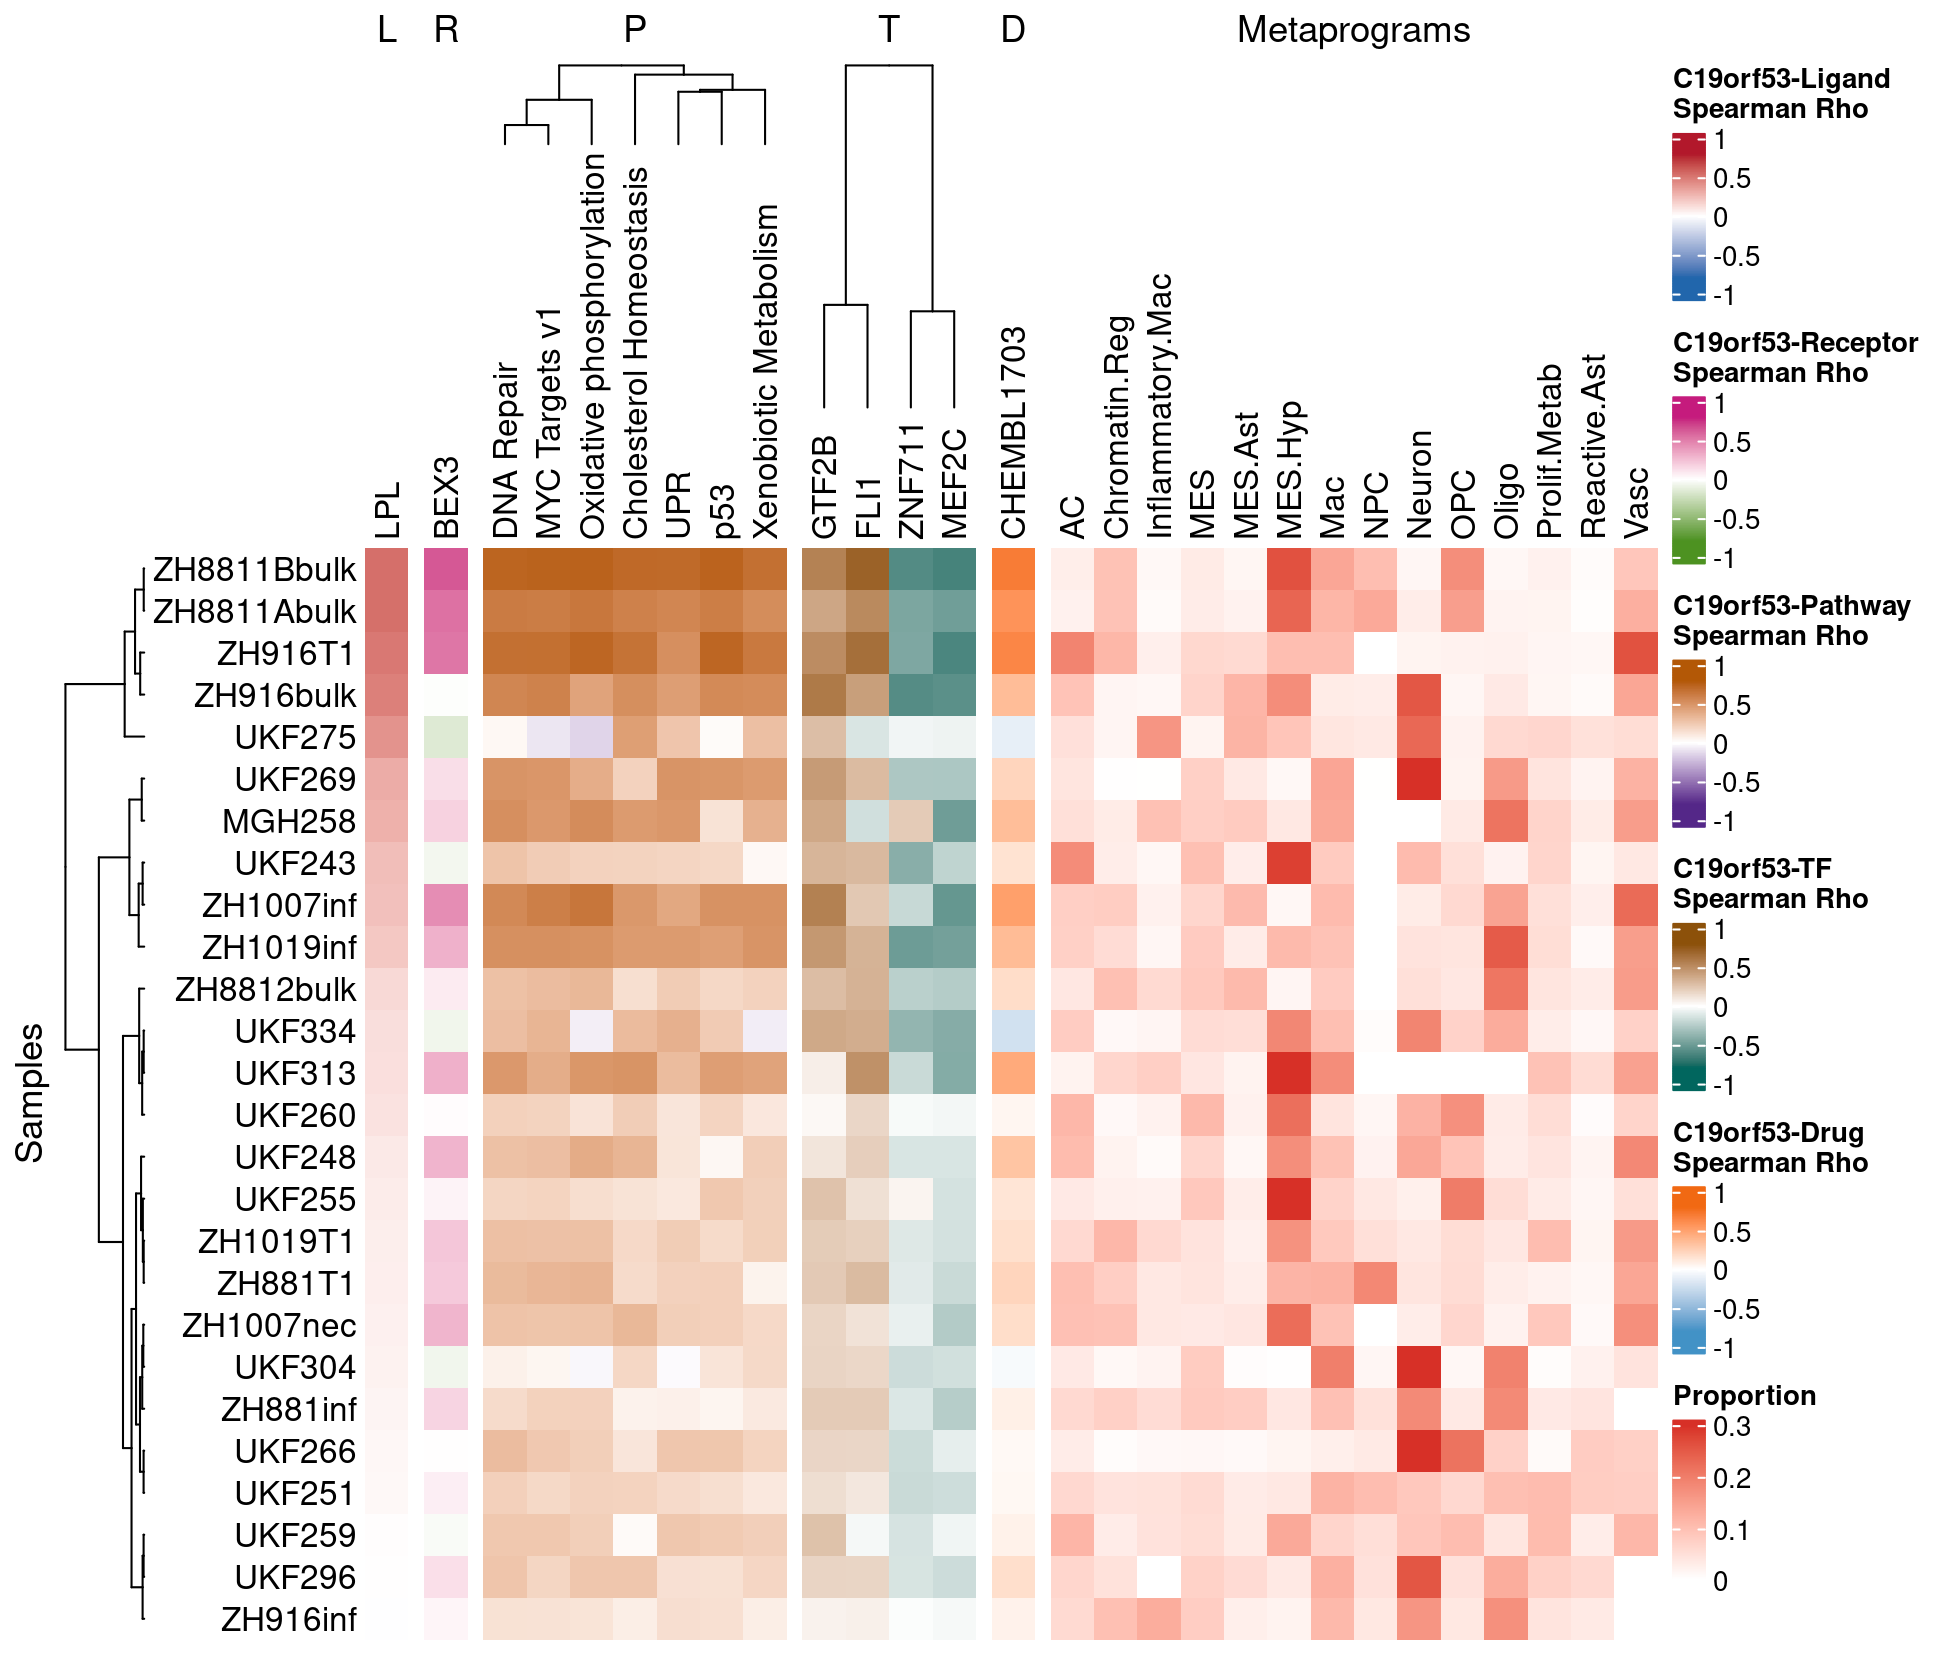 L R P T D Metaprograms
LPL
BEX3
DNA Repair
MYC Targets v1
Oxidative phosphorylation
Cholesterol Homeostasis
UPR
p53
Xenobiotic Metabolism
GTF2B
FLI1
ZNF711
MEF2C
CHEMBL1703
AC
Chromatin.Reg
Inflammatory.Mac
MES
MES.Ast
MES.Hyp
Mac
NPC
Neuron
OPC
Oligo
Prolif.Metab
Reactive.Ast
Vasc
Samples
ZH8811Bbulk
ZH8811Abulk
ZH916T1
ZH916bulk
UKF275
UKF269
MGH258
UKF243
ZH1007inf
ZH1019inf
ZH8812bulk
UKF334
UKF313
UKF260
UKF248
UKF255
ZH1019T1
ZH881T1
ZH1007nec
UKF304
ZH881inf
UKF266
UKF251
UKF259
UKF296
ZH916inf
C19orf53-Ligand
Spearman Rho
1
0.5
0
-0.5
-1
C19orf53-Receptor
Spearman Rho
1
0.5
0
-0.5
-1
C19orf53-Pathway
Spearman Rho
1
0.5
0
-0.5
-1
C19orf53-TF
Spearman Rho
1
0.5
0
-0.5
-1
C19orf53-Drug
Spearman Rho
1
0.5
0
-0.5
-1
Proportion
0.3
0.2
0.1
0